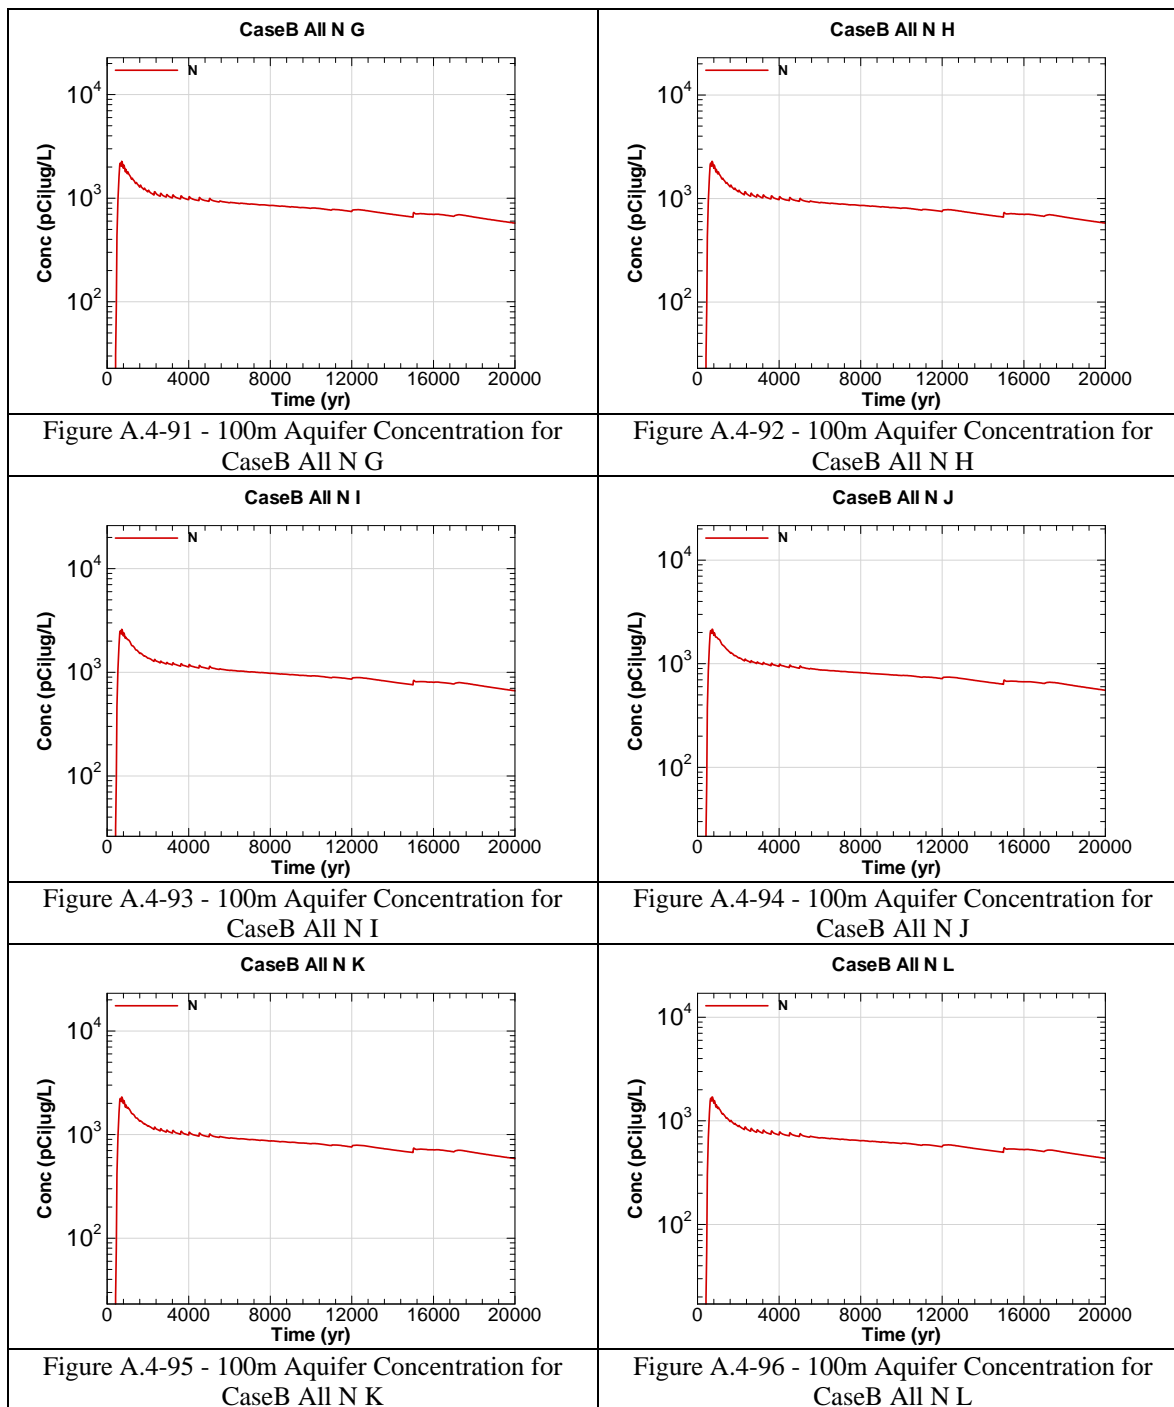 CaseB All N G
N
10^4
10^3
10^2
Conc (pCi|ug/L)
0 4000 8000 12000 16000 20000
Time (yr)
Figure A.4-91 - 100m Aquifer Concentration for
CaseB All N G
CaseB All N H
N
10^4
10^3
10^2
Conc (pCi|ug/L)
0 4000 8000 12000 16000 20000
Time (yr)
Figure A.4-92 - 100m Aquifer Concentration for
CaseB All N H
CaseB All N I
N
10^4
10^3
10^2
Conc (pCi|ug/L)
0 4000 8000 12000 16000 20000
Time (yr)
Figure A.4-93 - 100m Aquifer Concentration for
CaseB All N I
CaseB All N J
N
10^4
10^3
10^2
Conc (pCi|ug/L)
0 4000 8000 12000 16000 20000
Time (yr)
Figure A.4-94 - 100m Aquifer Concentration for
CaseB All N J
CaseB All N K
N
10^4
10^3
10^2
Conc (pCi|ug/L)
0 4000 8000 12000 16000 20000
Time (yr)
Figure A.4-95 - 100m Aquifer Concentration for
CaseB All N K
CaseB All N L
N
10^4
10^3
10^2
Conc (pCi|ug/L)
0 4000 8000 12000 16000 20000
Time (yr)
Figure A.4-96 - 100m Aquifer Concentration for
CaseB All N L